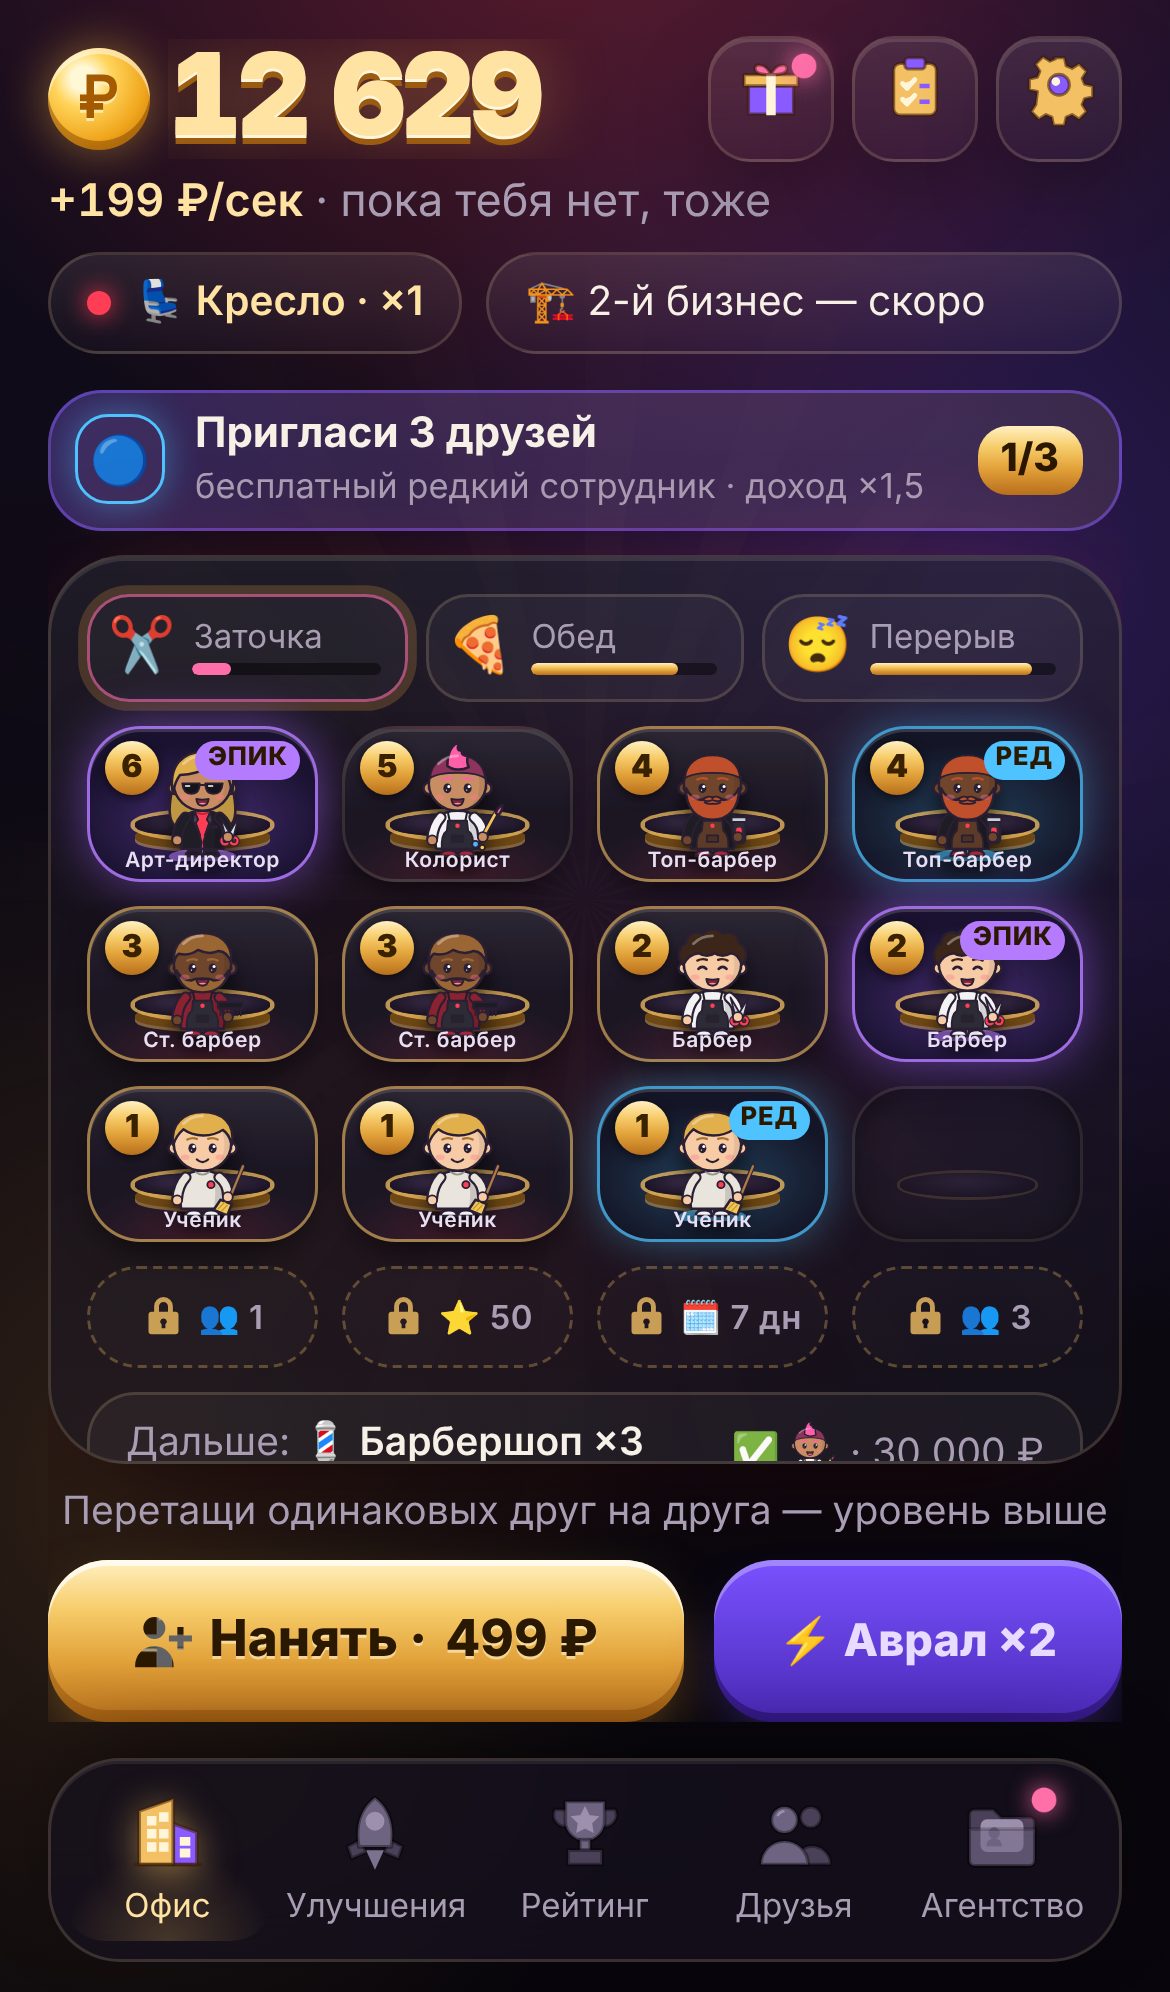 ₽ 12 629
+199 ₽/сек · пока тебя нет, тоже
Кресло · ×1
2-й бизнес — скоро
Пригласи 3 друзей
бесплатный редкий сотрудник · доход ×1,5
1/3
Заточка
Обед
Перерыв
6 ЭПИК
Арт-директор
5
Колорист
4
Топ-барбер
4 РЕД
Топ-барбер
3
Ст. барбер
3
Ст. барбер
2
Барбер
2 ЭПИК
Барбер
1
Ученик
1
Ученик
1 РЕД
Ученик
1
50
7 дн
3
Дальше: Барбершоп ×3
· 30 000 ₽
Перетащи одинаковых друг на друга — уровень выше
Нанять · 499 ₽
Аврал ×2
Офис
Улучшения
Рейтинг
Друзья
Агентство